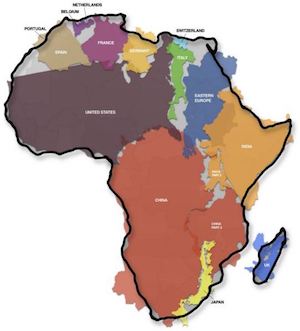 NETHERLANDS
BELGIUM
PORTUGAL
SWITZERLAND
SPAIN
FRANCE
GERMANY
ITALY
UNITED STATES
EASTERN
EUROPE
INDIA
INDIA
PART 2
CHINA
CHINA
PART 2
UK
JAPAN